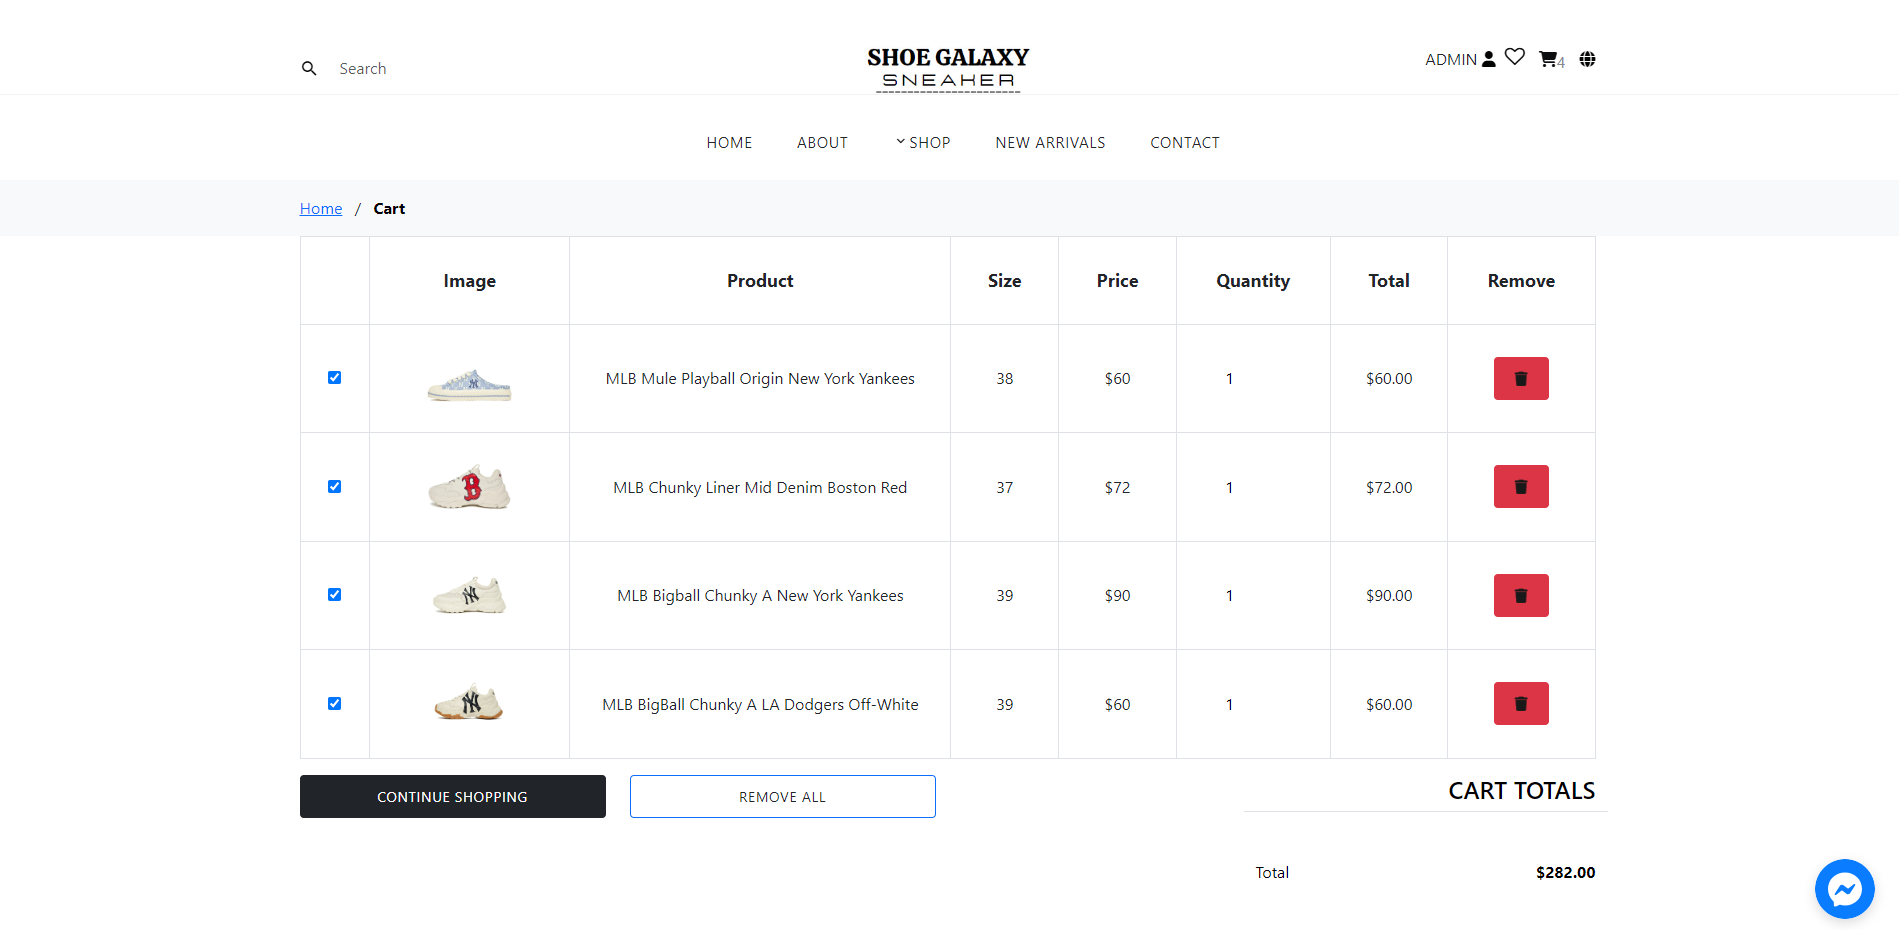 Search
SHOE GALAXY
SNEAKER
ADMIN 4
HOME ABOUT SHOP NEW ARRIVALS CONTACT
Home / Cart
Image Product Size Price Quantity Total Remove
MLB Mule Playball Origin New York Yankees 38 $60 1 $60.00
B
MLB Chunky Liner Mid Denim Boston Red 37 $72 1 $72.00
NY
MLB Bigball Chunky A New York Yankees 39 $90 1 $90.00
NY
MLB BigBall Chunky A LA Dodgers Off-White 39 $60 1 $60.00
CONTINUE SHOPPING REMOVE ALL
CART TOTALS
Total $282.00